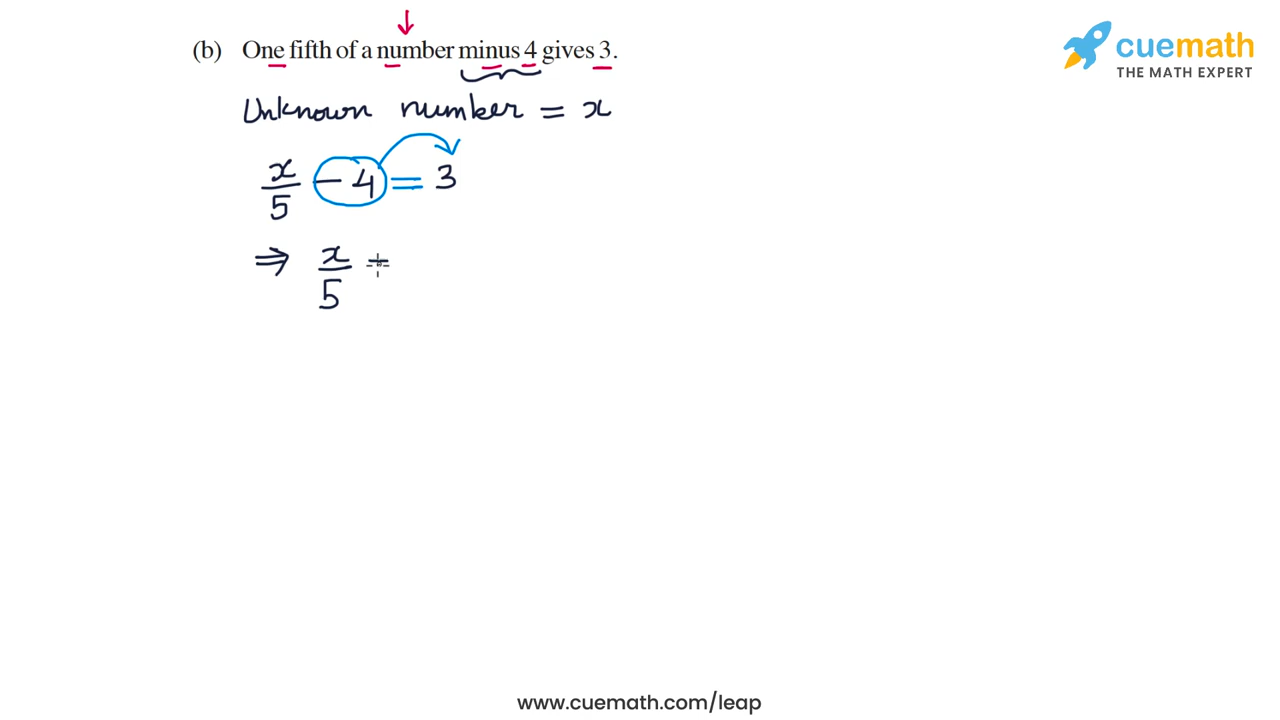 (b) One fifth of a number minus 4 gives 3.
cuemath
THE MATH EXPERT
Unknown number = x
x/5 - 4 = 3
⇒ x/5 =
www.cuemath.com/leap